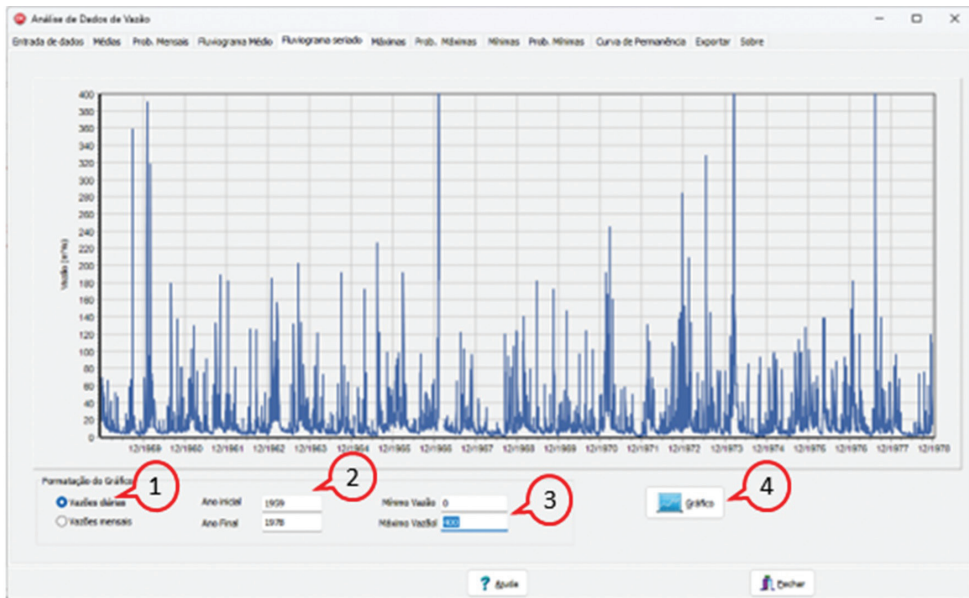 Análise de Dados de Vazão
Entrada de dados Médias Prob. Mensais Fluviograma Médio Fluviograma seriado Máximas Prob. Máximas Mínimas Prob. Mínimas Curva de Permanência Exportar Sobre
400
380
360
340
320
300
280
260
240
220
200
180
160
140
120
100
80
60
40
20
0
Vazão (m³/s)
12/1969 12/1960 12/1961 12/1962 12/1963 12/1964 12/1965 12/1966 12/1967 12/1968 12/1969 12/1970 12/1971 12/1972 12/1973 12/1974 12/1975 12/1976 12/1977 12/1978
Formatação do Gráfico
1
2
3
4
Vazões diárias Ano inicial 1959 Mínimo Vazão 0
Vazões mensais Ano Final 1978 Máximo Vazão 400
Gráfico
Ajuda Fechar